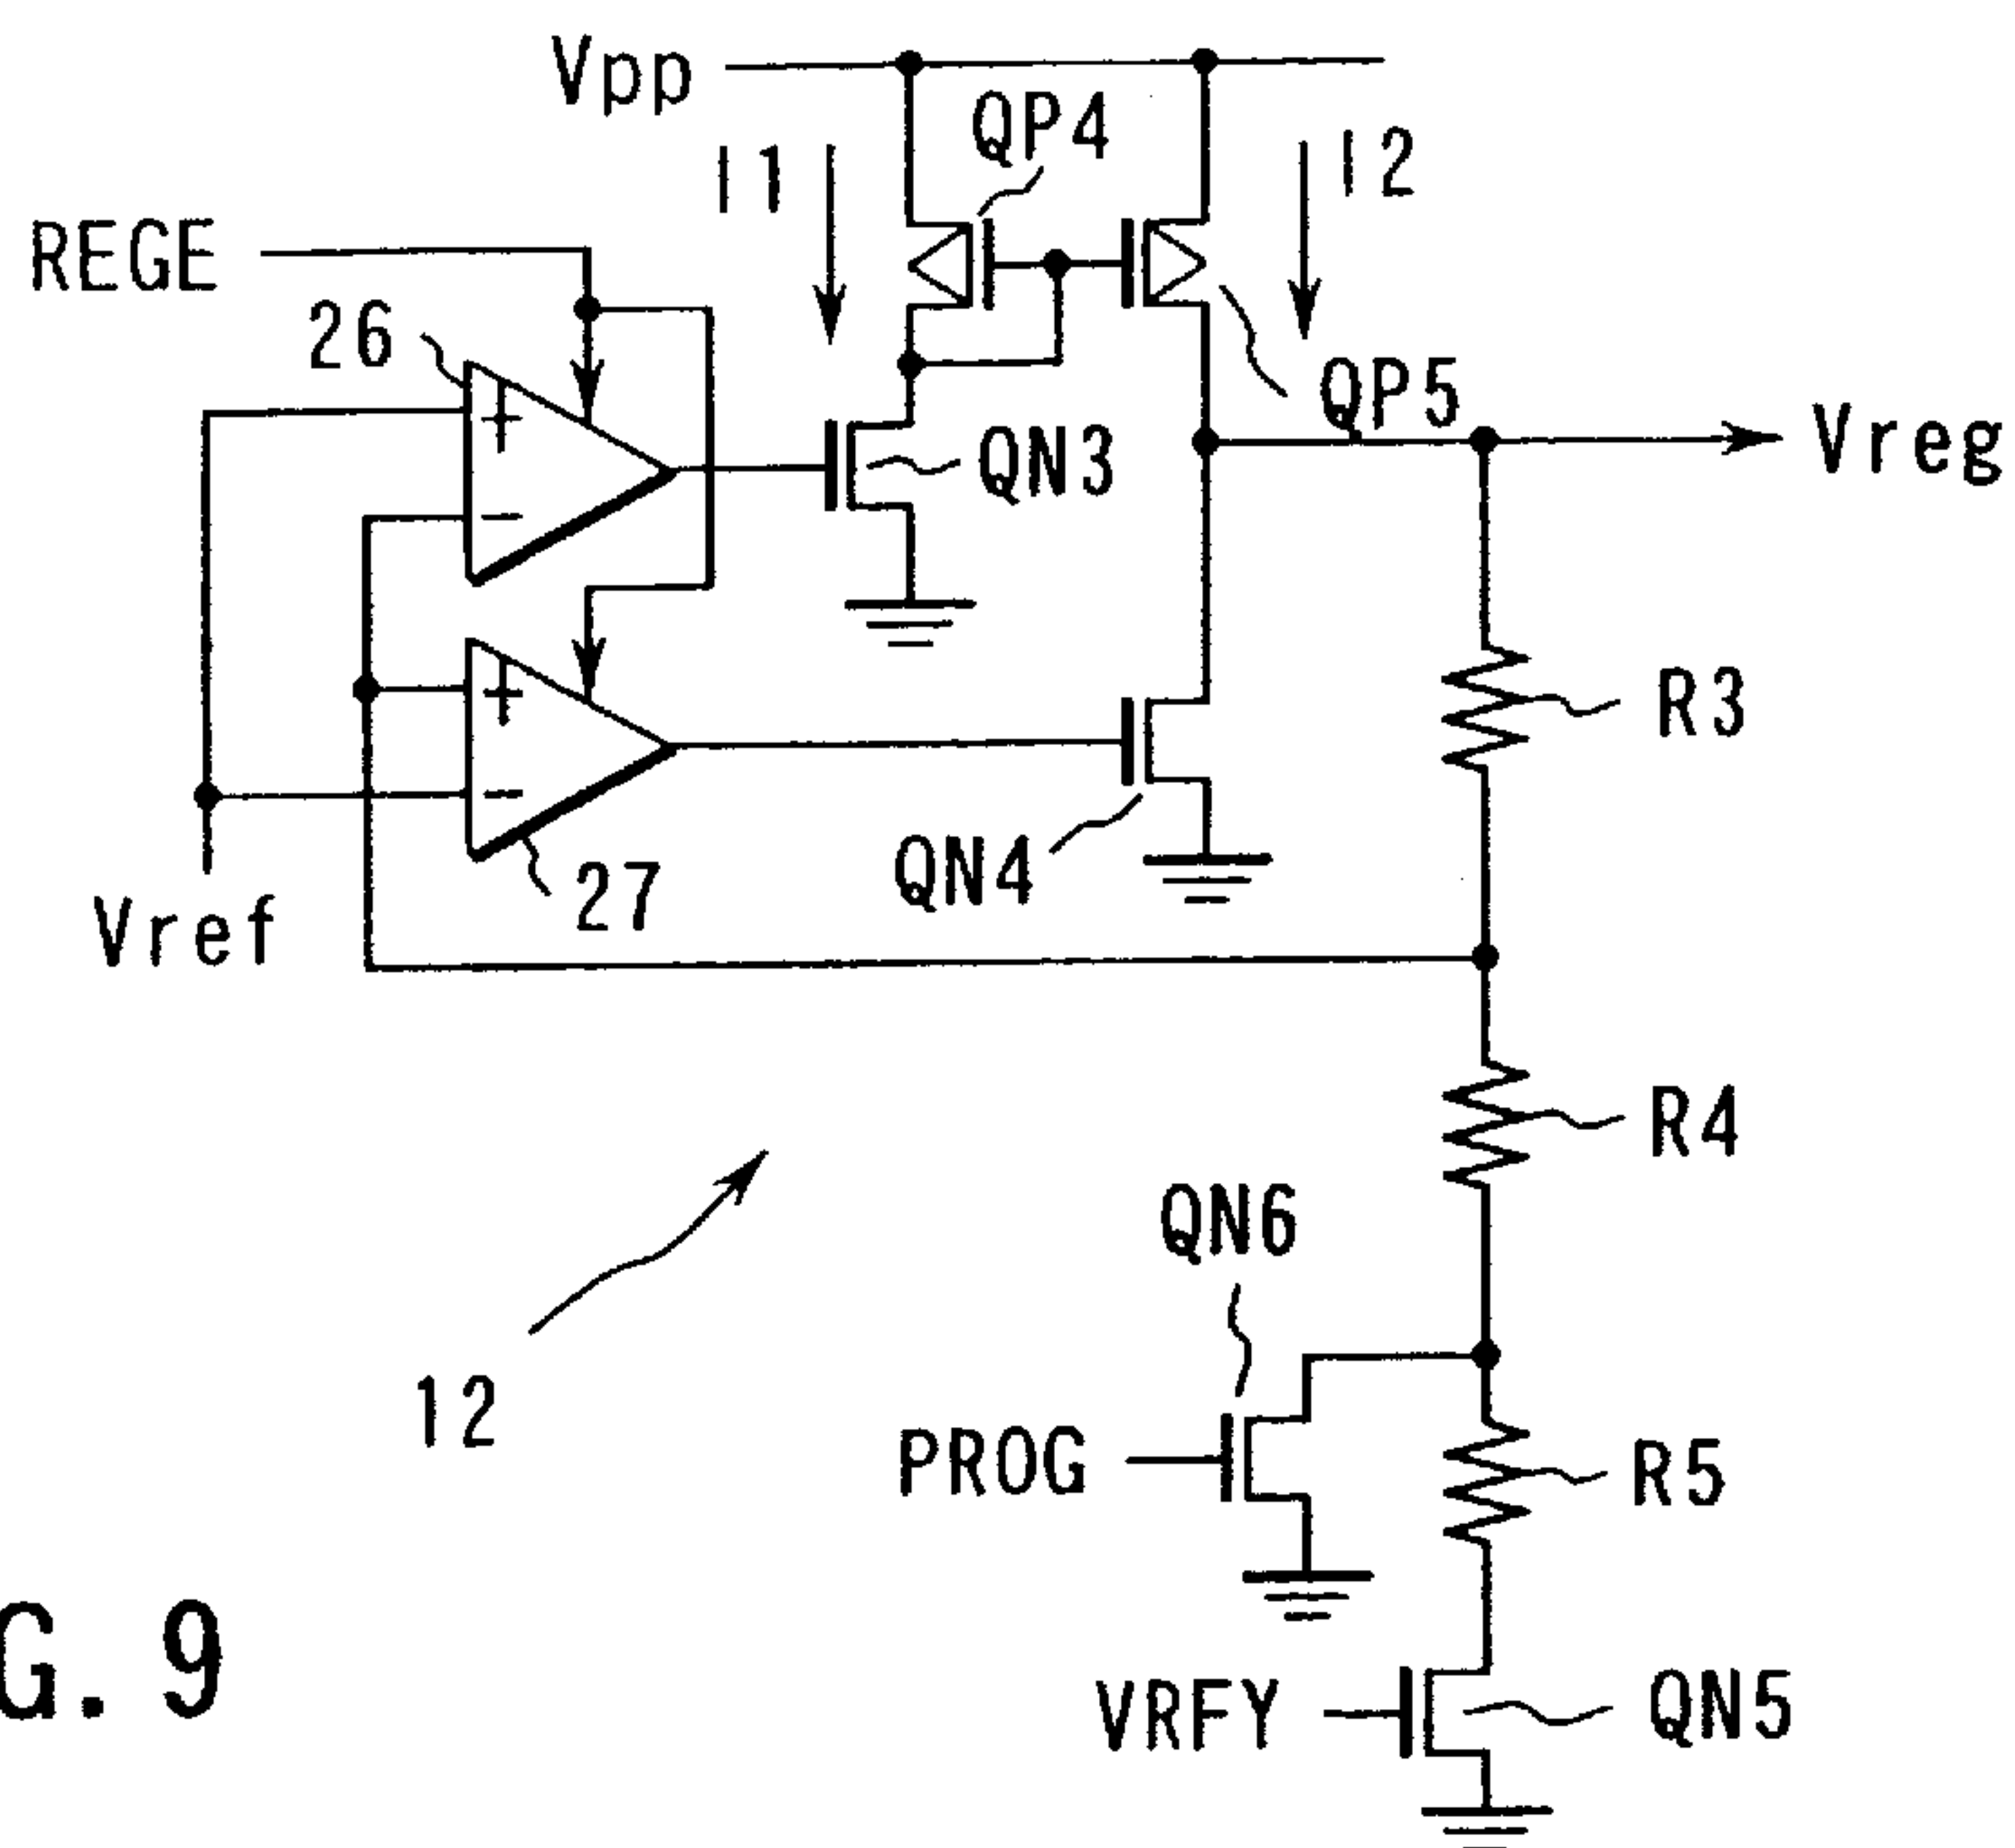 Vpp
QP4
I1
I2
REGE
26
QP5
+
QN3
Vreg
-
+
R3
-
QN4
27
Vref
R4
QN6
12
PROG
R5
G. 9
VRFY
QN5